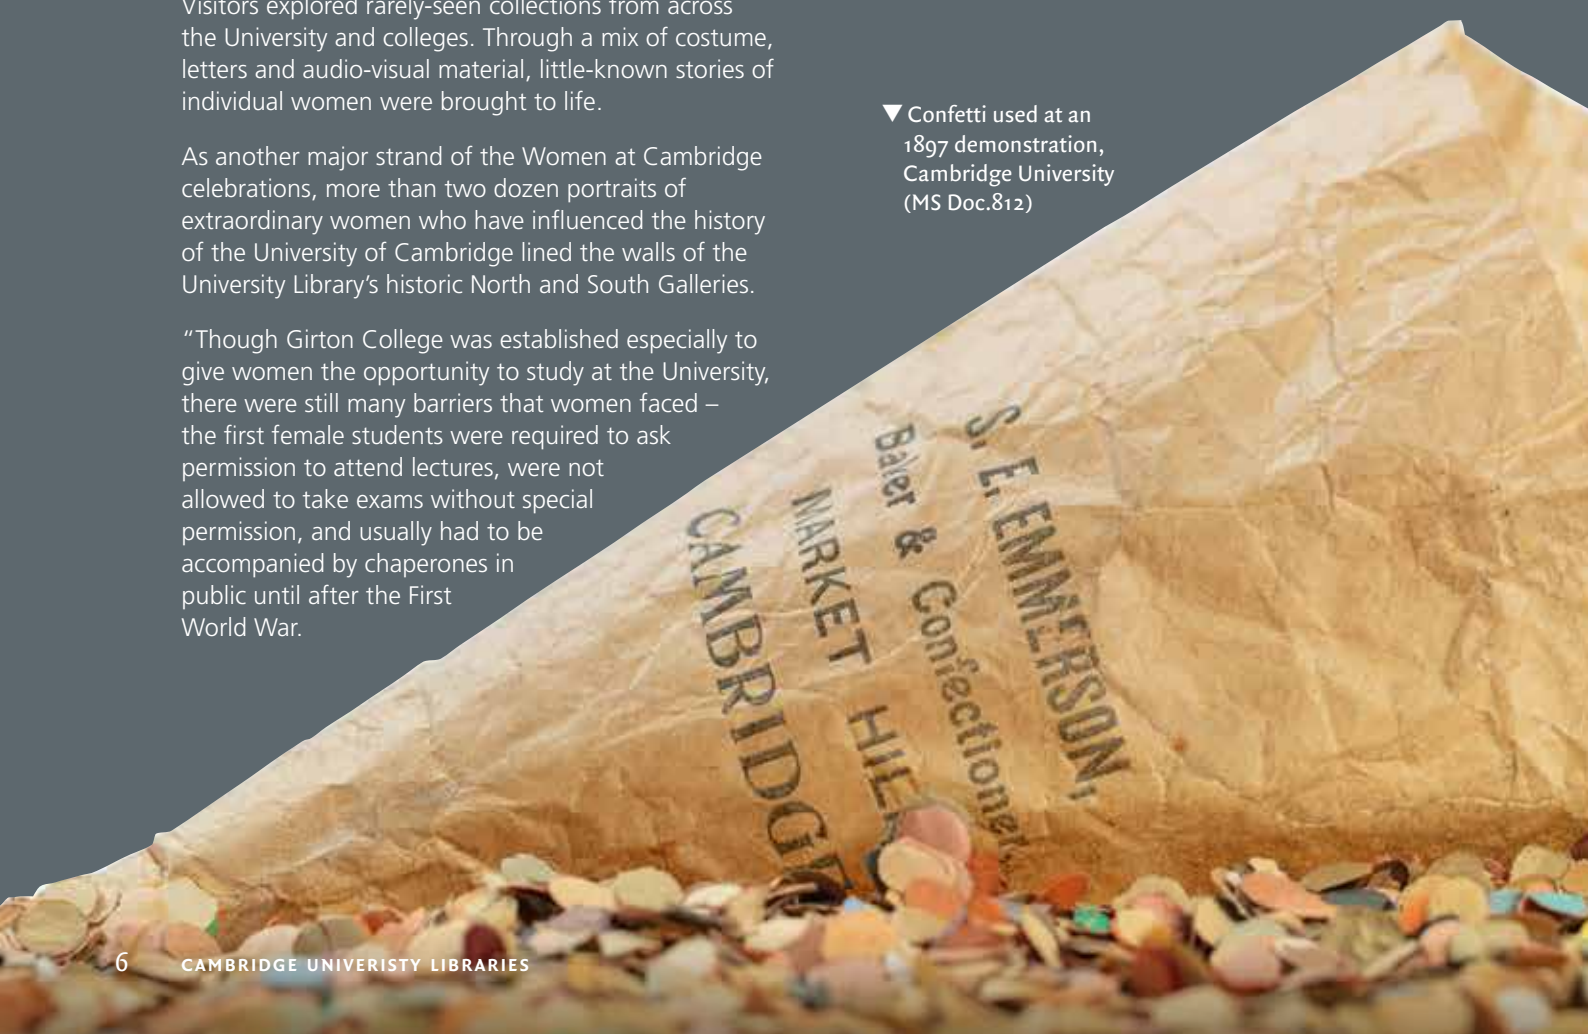 Visitors explored rarely-seen collections from across
the University and colleges. Through a mix of costume,
letters and audio-visual material, little-known stories of
individual women were brought to life.
As another major strand of the Women at Cambridge
celebrations, more than two dozen portraits of
extraordinary women who have influenced the history
of the University of Cambridge lined the walls of the
University Library’s historic North and South Galleries.
“Though Girton College was established especially to
give women the opportunity to study at the University,
there were still many barriers that women faced –
the first female students were required to ask
permission to attend lectures, were not
allowed to take exams without special
permission, and usually had to be
accompanied by chaperones in
public until after the First
World War.
▼ Confetti used at an
1897 demonstration,
Cambridge University
(MS Doc.812)
S. E. EMMERSON,
Baker & Confectioner,
MARKET HILL
CAMBRIDGE
6 CAMBRIDGE UNIVERISTY LIBRARIES